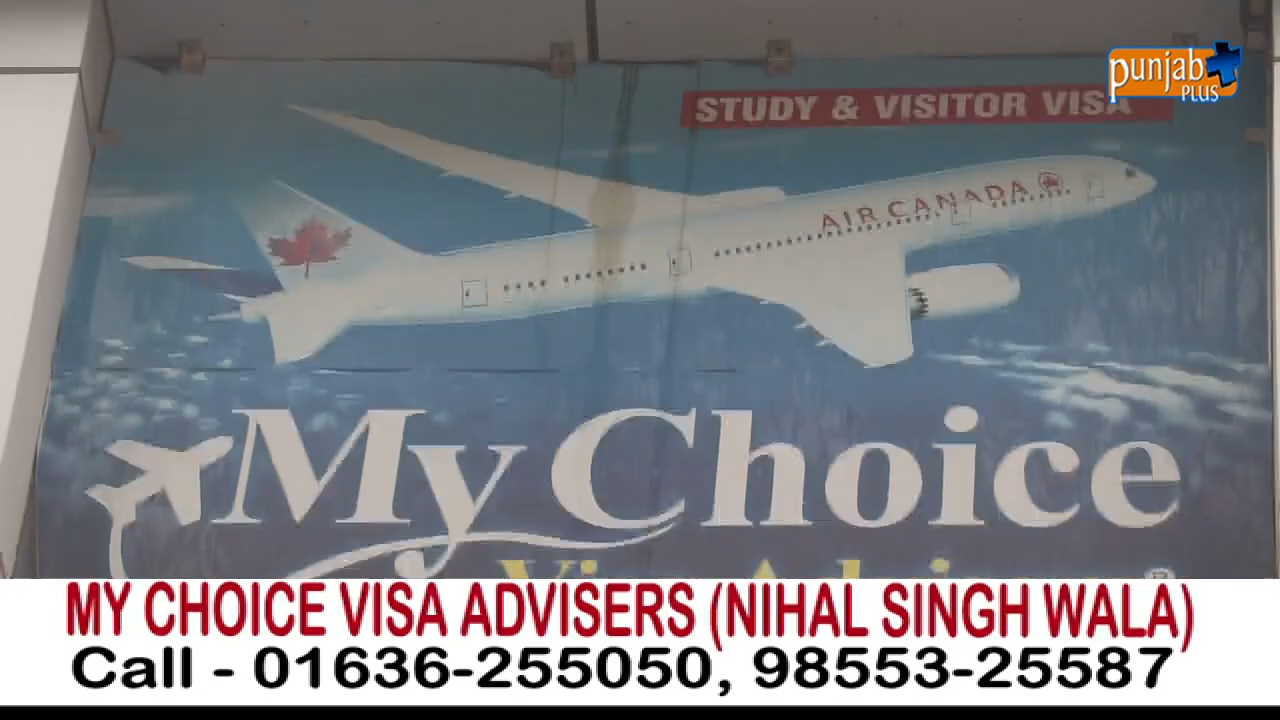 punjab
PLUS
STUDY & VISITOR VISA
AIR CANADA
My Choice
MY CHOICE VISA ADVISERS (NIHAL SINGH WALA)
Call - 01636-255050, 98553-25587